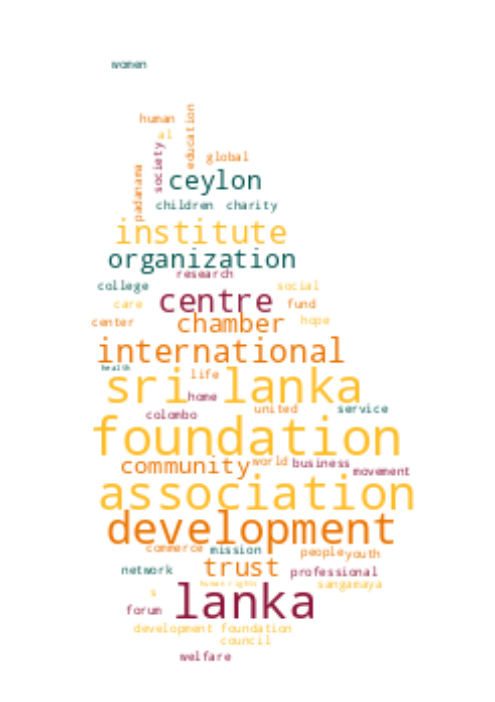 women
human
al
education
society
global
padanama
ceylon
children charity
institute
organization
research
college social
centre
care fund
chamber
center hope
international
health
life
sri lanka
home
united
colombo service
foundation
community world business
movement
association
development
commerce mission people youth
network trust professional
human rights sangamaya
s
lanka
forum
development foundation
council
welfare